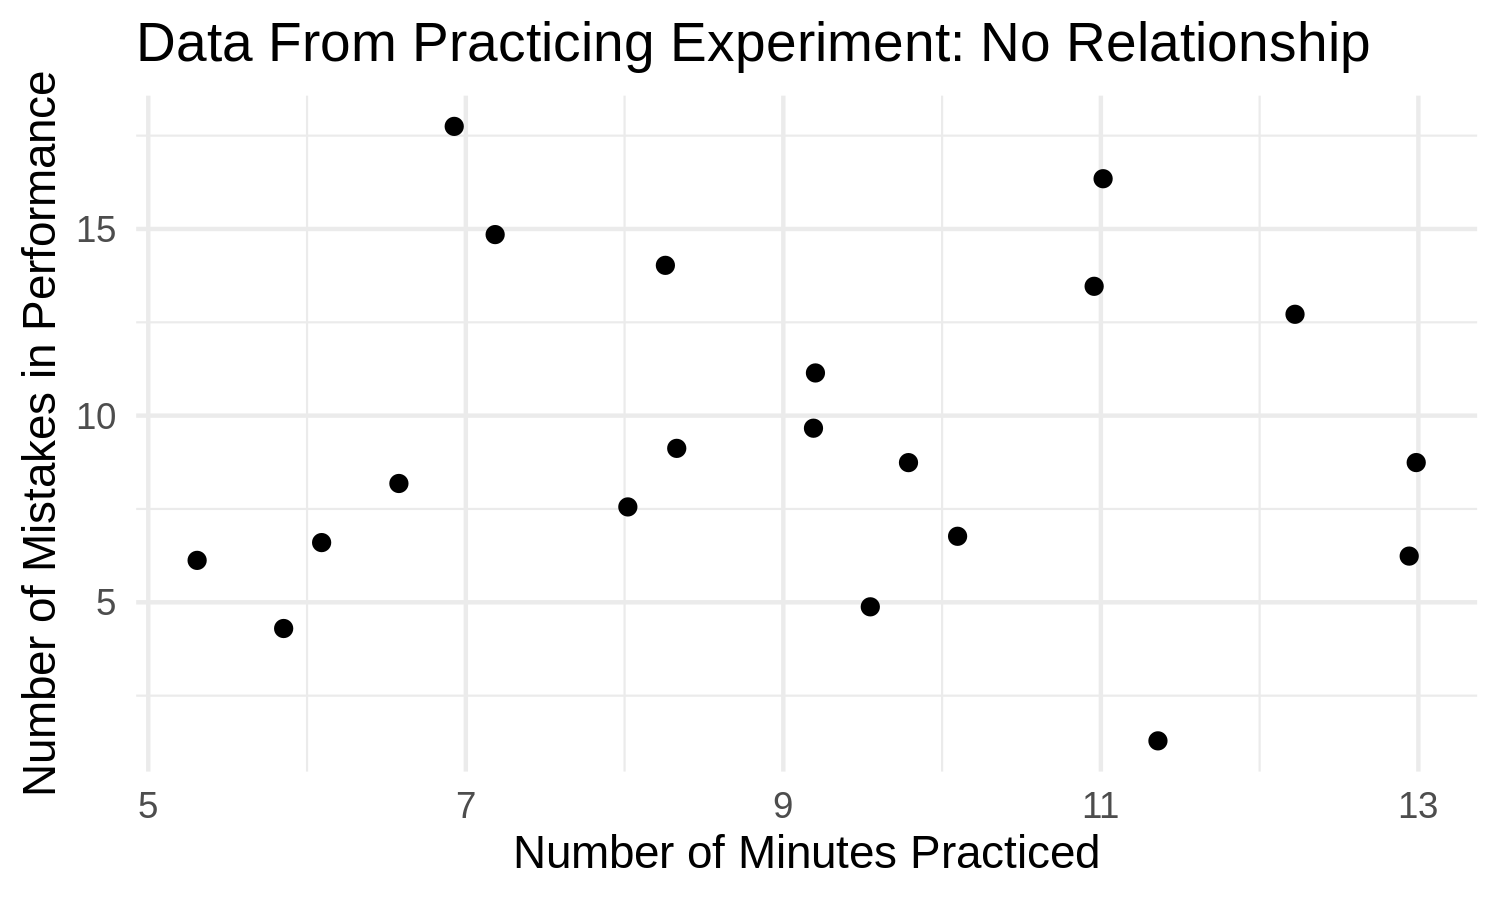 Data From Practicing Experiment: No Relationship
Number of Mistakes in Performance
15
10
5
5
7
9
11
13
Number of Minutes Practiced